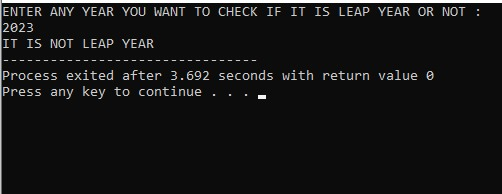 ENTER ANY YEAR YOU WANT TO CHECK IF IT IS LEAP YEAR OR NOT :
2023
IT IS NOT LEAP YEAR
--------------------------------
Process exited after 3.692 seconds with return value 0
Press any key to continue . . .